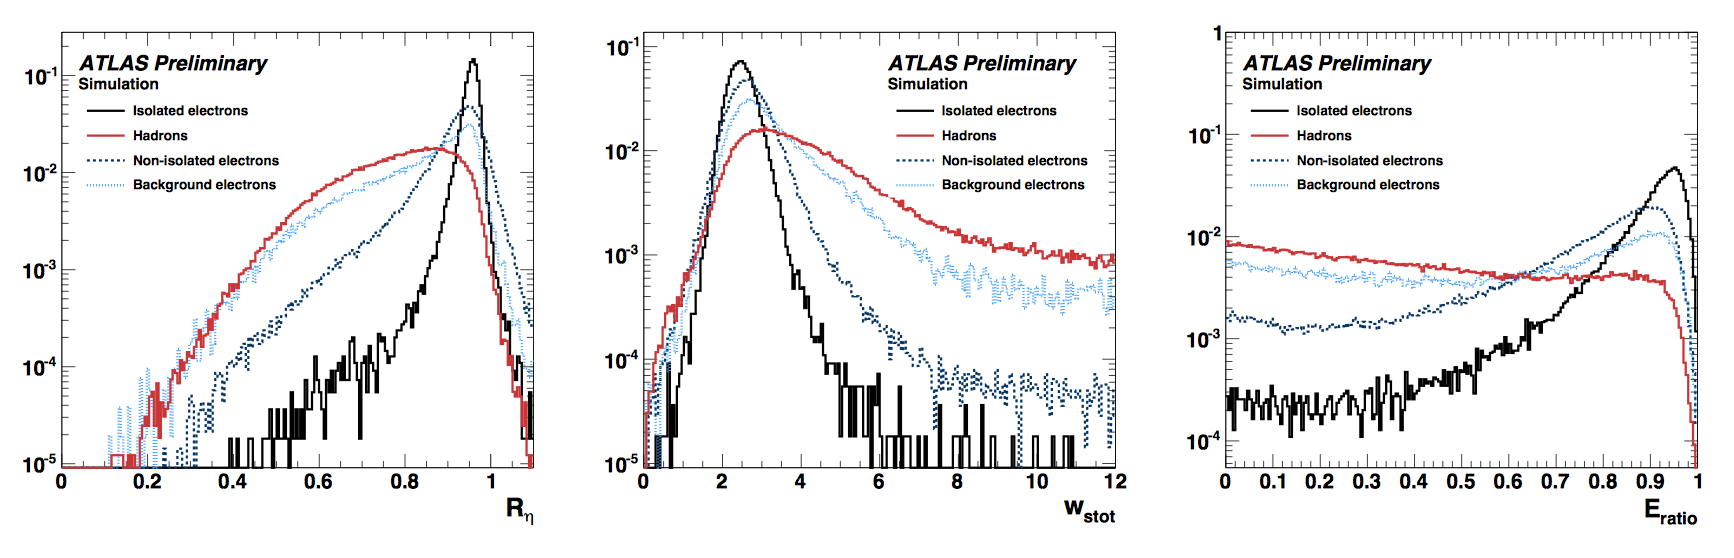 ATLAS Preliminary
Simulation
Isolated electrons
Hadrons
Non-isolated electrons
Background electrons
10-1
10-2
10-3
10-4
10-5
0 0.2 0.4 0.6 0.8 1
Rη
ATLAS Preliminary
Simulation
Isolated electrons
Hadrons
Non-isolated electrons
Background electrons
10-1
10-2
10-3
10-4
10-5
0 2 4 6 8 10 12
wstot
1
ATLAS Preliminary
Simulation
Isolated electrons
Hadrons
Non-isolated electrons
Background electrons
10-1
10-2
10-3
10-4
0 0.1 0.2 0.3 0.4 0.5 0.6 0.7 0.8 0.9 1
Eratio